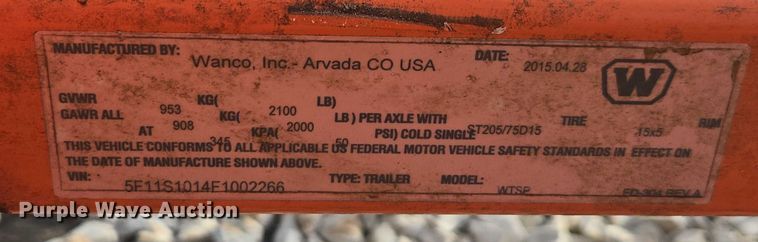 MANUFACTURED BY: Wanco, Inc.- Arvada CO USA DATE: 2015.04.28 W
GVWR 953 KG( 2100 LB)
GAWR ALL 908 KG( 2000 LB) PER AXLE WITH ST205/75D15 TIRE 15x5 RIM
AT 345 KPA( 50 PSI) COLD SINGLE
THIS VEHICLE CONFORMS TO ALL APPLICABLE US FEDERAL MOTOR VEHICLE SAFETY STANDARDS IN EFFECT ON
THE DATE OF MANUFACTURE SHOWN ABOVE.
VIN: 5F11S1014F1002266 TYPE: TRAILER MODEL: WTSP ED-304 REV A
Purple Wave Auction